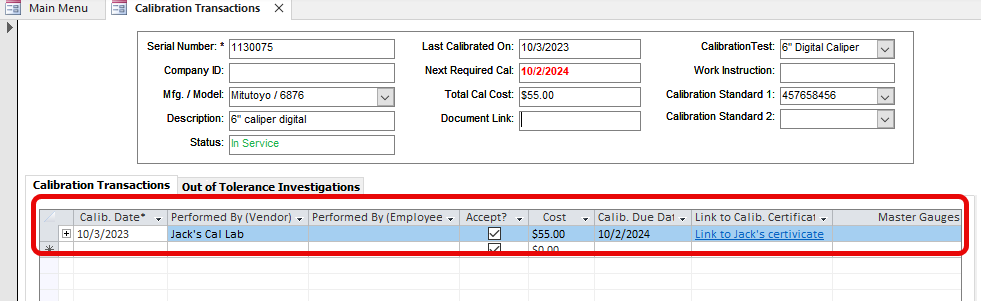 Main Menu Calibration Transactions
Serial Number: * 1130075 Last Calibrated On: 10/3/2023 CalibrationTest: 6" Digital Caliper
Company ID: Next Required Cal: 10/2/2024 Work Instruction:
Mfg. / Model: Mitutoyo / 6876 Total Cal Cost: $55.00 Calibration Standard 1: 457658456
Description: 6" caliper digital Document Link: Calibration Standard 2:
Status: In Service
Calibration Transactions Out of Tolerance Investigations
Calib. Date* Performed By (Vendor) Performed By (Employee Accept? Cost Calib. Due Dat Link to Calib. Certificat Master Gauges
10/3/2023 Jack's Cal Lab $55.00 10/2/2024 Link to Jack's certivicate
$0.00